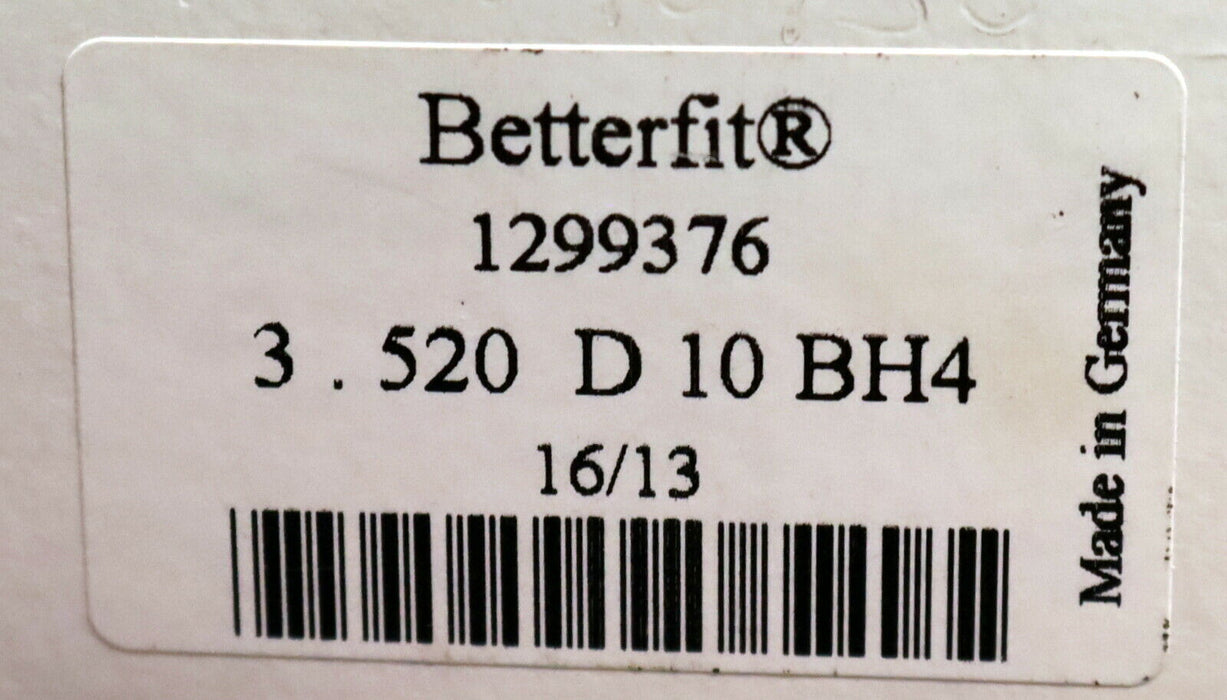 Betterfit®
1299376
3 . 520 D 10 BH4
16/13
Made in Germany